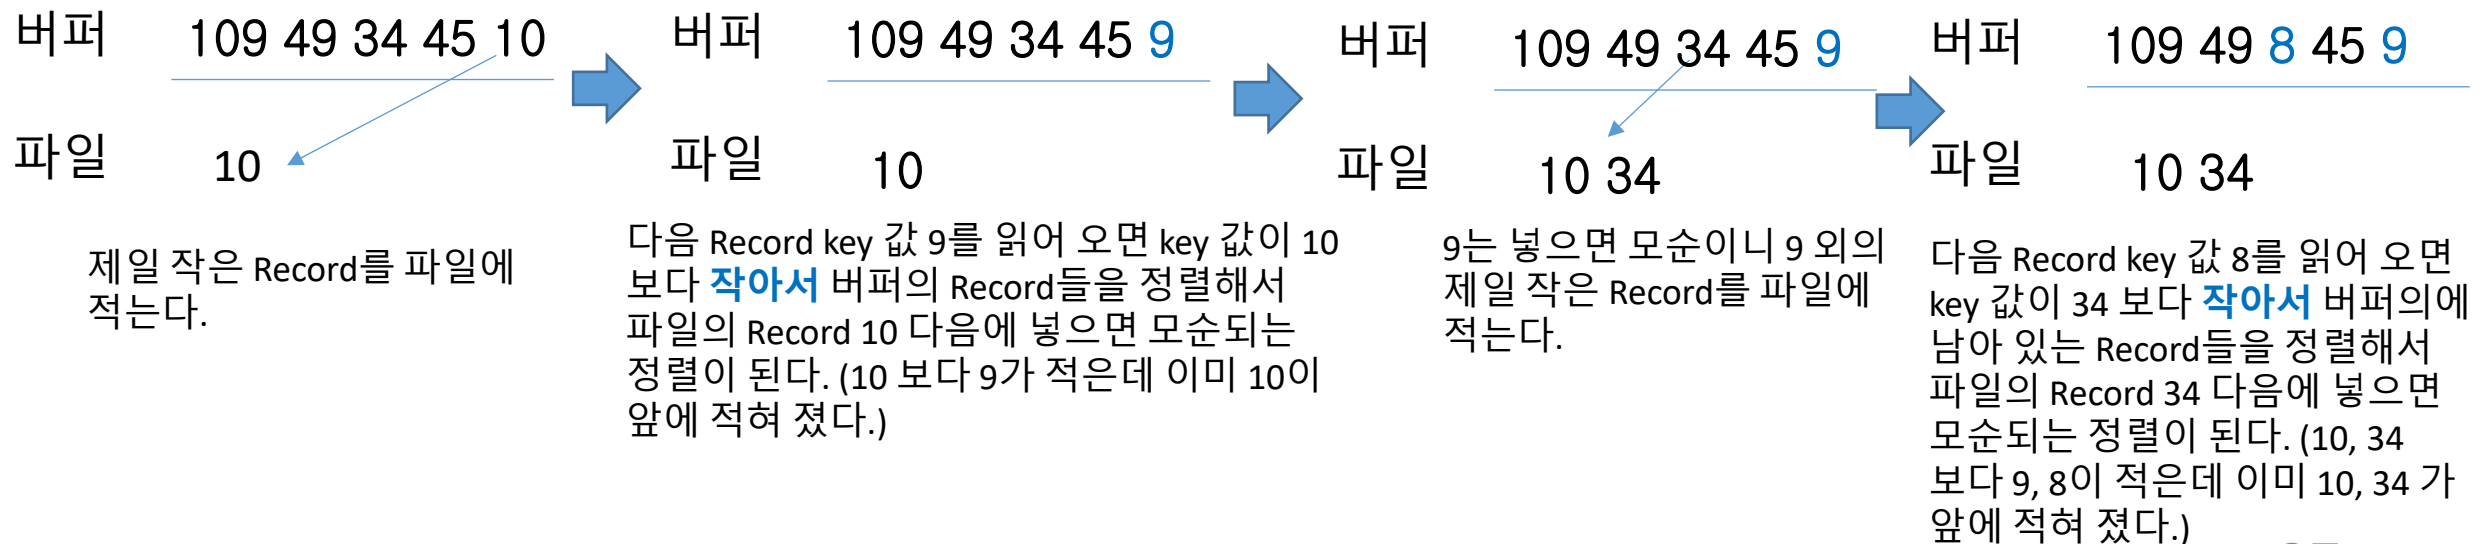 버퍼 109 49 34 45 10
파일 10
제일 작은 Record를 파일에
적는다.
버퍼 109 49 34 45 9
파일 10
다음 Record key 값 9를 읽어 오면 key 값이 10
보다 작아서 버퍼의 Record들을 정렬해서
파일의 Record 10 다음에 넣으면 모순되는
정렬이 된다. (10 보다 9가 적은데 이미 10이
앞에 적혀 졌다.)
버퍼 109 49 34 45 9
파일 10 34
9는 넣으면 모순이니 9 외의
제일 작은 Record를 파일에
적는다.
버퍼 109 49 8 45 9
파일 10 34
다음 Record key 값 8를 읽어 오면
key 값이 34 보다 작아서 버퍼의에
남아 있는 Record들을 정렬해서
파일의 Record 34 다음에 넣으면
모순되는 정렬이 된다. (10, 34
보다 9, 8이 적은데 이미 10, 34 가
앞에 적혀 졌다.)